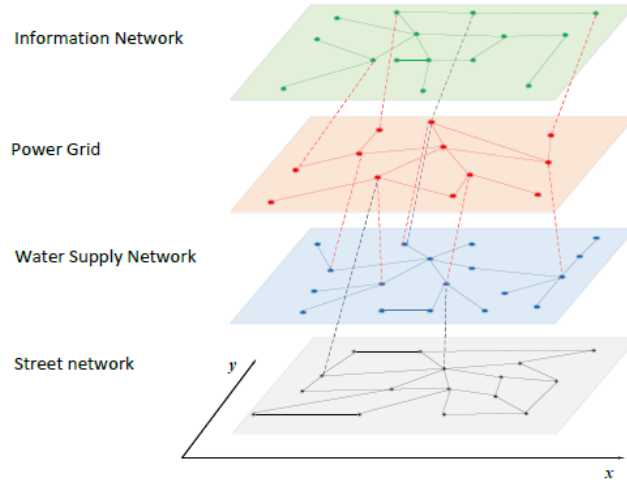 Information Network
Power Grid
Water Supply Network
Street network
y
x